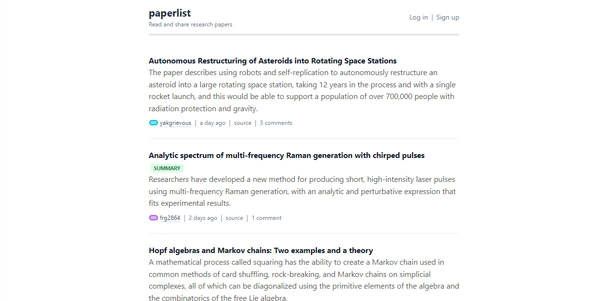 paperlist
Read and share research papers
Log in | Sign up
Autonomous Restructuring of Asteroids into Rotating Space Stations
The paper describes using robots and self-replication to autonomously restructure an
asteroid into a large rotating space station, taking 12 years in the process and with a single
rocket launch, and this would be able to support a population of over 700,000 people with
radiation protection and gravity.
yakgrievous | a day ago | source | 3 comments
Analytic spectrum of multi-frequency Raman generation with chirped pulses
SUMMARY
Researchers have developed a new method for producing short, high-intensity laser pulses
using multi-frequency Raman generation, with an analytic and perturbative expression that
fits experimental results.
frg2864 | 2 days ago | source | 1 comment
Hopf algebras and Markov chains: Two examples and a theory
A mathematical process called squaring has the ability to create a Markov chain used in
common methods of card shuffling, rock-breaking, and Markov chains on simplicial
complexes, all of which can be diagonalized using the primitive elements of the algebra and
the combinatorics of the free Lie algebra.